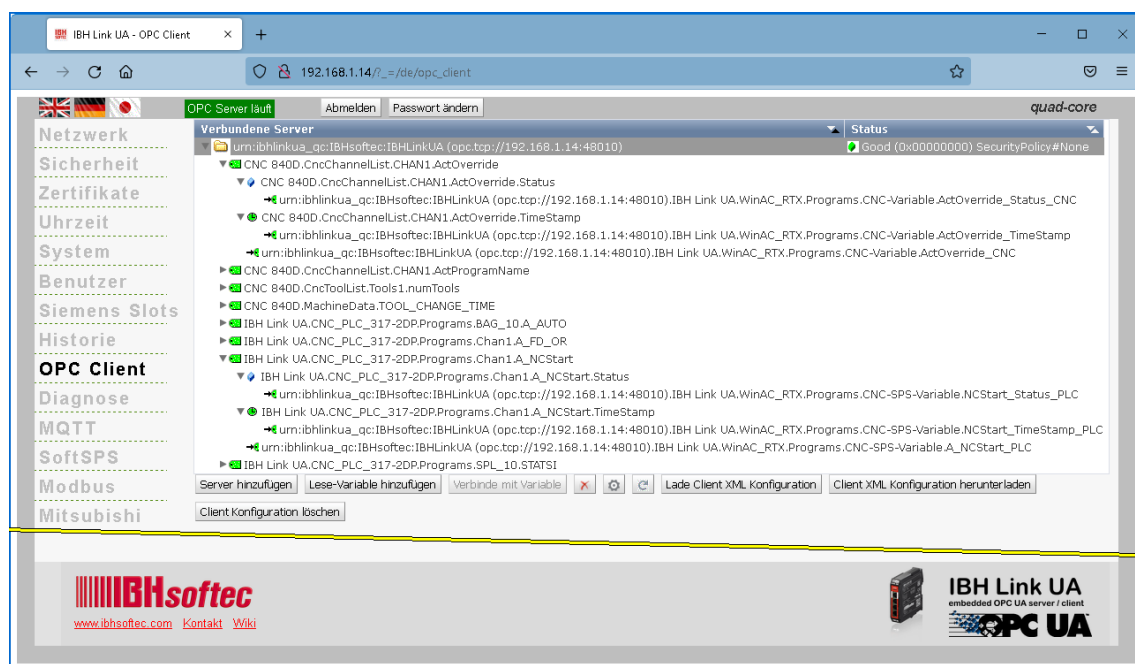 IBH Link UA - OPC Client
192.168.1.14/?_=/de/opc_client
OPC Server läuft Abmelden Passwort ändern quad-core
Netzwerk
Sicherheit
Zertifikate
Uhrzeit
System
Benutzer
Siemens Slots
Historie
OPC Client
Diagnose
MQTT
SoftSPS
Modbus
Mitsubishi
Verbundene Server Status
urn:ibhlinkua_qc:IBHsoftec:IBHLinkUA (opc.tcp://192.168.1.14:48010) Good (0x00000000) SecurityPolicy#None
CNC 840D.CncChannelList.CHAN1.ActOverride
CNC 840D.CncChannelList.CHAN1.ActOverride.Status
urn:ibhlinkua_qc:IBHsoftec:IBHLinkUA (opc.tcp://192.168.1.14:48010).IBH Link UA.WinAC_RTX.Programs.CNC-Variable.ActOverride_Status_CNC
CNC 840D.CncChannelList.CHAN1.ActOverride.TimeStamp
urn:ibhlinkua_qc:IBHsoftec:IBHLinkUA (opc.tcp://192.168.1.14:48010).IBH Link UA.WinAC_RTX.Programs.CNC-Variable.ActOverride_TimeStamp
urn:ibhlinkua_qc:IBHsoftec:IBHLinkUA (opc.tcp://192.168.1.14:48010).IBH Link UA.WinAC_RTX.Programs.CNC-Variable.ActOverride_CNC
CNC 840D.CncChannelList.CHAN1.ActProgramName
CNC 840D.CncToolList.Tools1.numTools
CNC 840D.MachineData.TOOL_CHANGE_TIME
IBH Link UA.CNC_PLC_317-2DP.Programs.BAG_10.A_AUTO
IBH Link UA.CNC_PLC_317-2DP.Programs.Chan1.A_FD_OR
IBH Link UA.CNC_PLC_317-2DP.Programs.Chan1.A_NCStart
IBH Link UA.CNC_PLC_317-2DP.Programs.Chan1.A_NCStart.Status
urn:ibhlinkua_qc:IBHsoftec:IBHLinkUA (opc.tcp://192.168.1.14:48010).IBH Link UA.WinAC_RTX.Programs.CNC-SPS-Variable.NCStart_Status_PLC
IBH Link UA.CNC_PLC_317-2DP.Programs.Chan1.A_NCStart.TimeStamp
urn:ibhlinkua_qc:IBHsoftec:IBHLinkUA (opc.tcp://192.168.1.14:48010).IBH Link UA.WinAC_RTX.Programs.CNC-SPS-Variable.NCStart_TimeStamp_PLC
urn:ibhlinkua_qc:IBHsoftec:IBHLinkUA (opc.tcp://192.168.1.14:48010).IBH Link UA.WinAC_RTX.Programs.CNC-SPS-Variable.A_NCStart_PLC
IBH Link UA.CNC_PLC_317-2DP.Programs.SPL_10.STATSI
Server hinzufügen Lese-Variable hinzufügen Verbinde mit Variable Lade Client XML Konfiguration Client XML Konfiguration herunterladen
Client Konfiguration löschen
IBHsoftec
www.ibhsoftec.com Kontakt Wiki
IBH Link UA
embedded OPC UA server / client
OPC UA